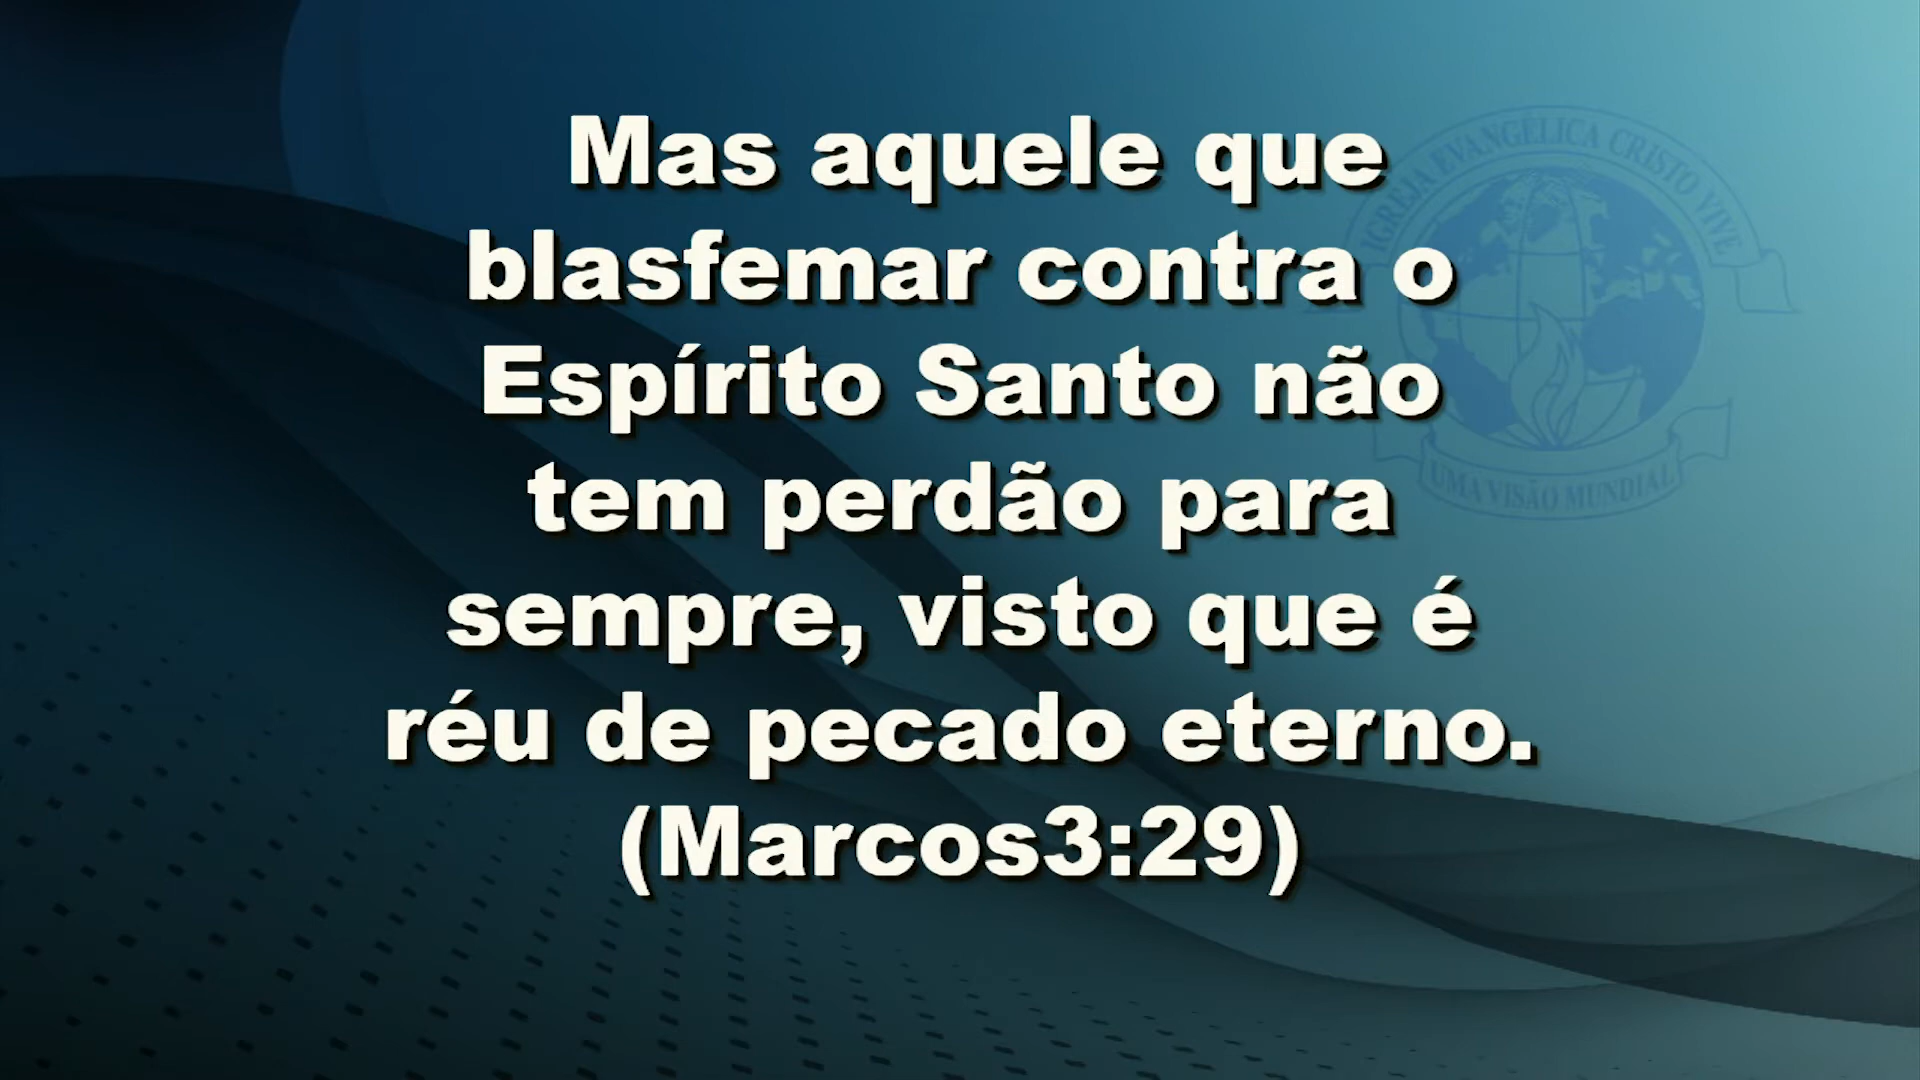 Mas aquele que
blasfemar contra o
Espírito Santo não
tem perdão para
sempre, visto que é
réu de pecado eterno.
(Marcos3:29)
IGREJA EVANGÉLICA CRISTO VIVE
UMA VISÃO MUNDIAL